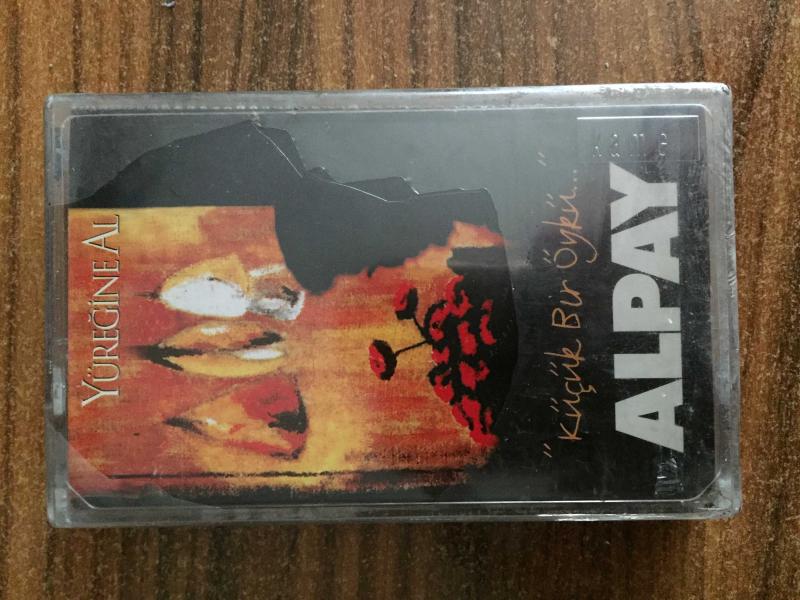 YÜREĞİNE AL
"Küçük Bir Öykü..."
ALPAY